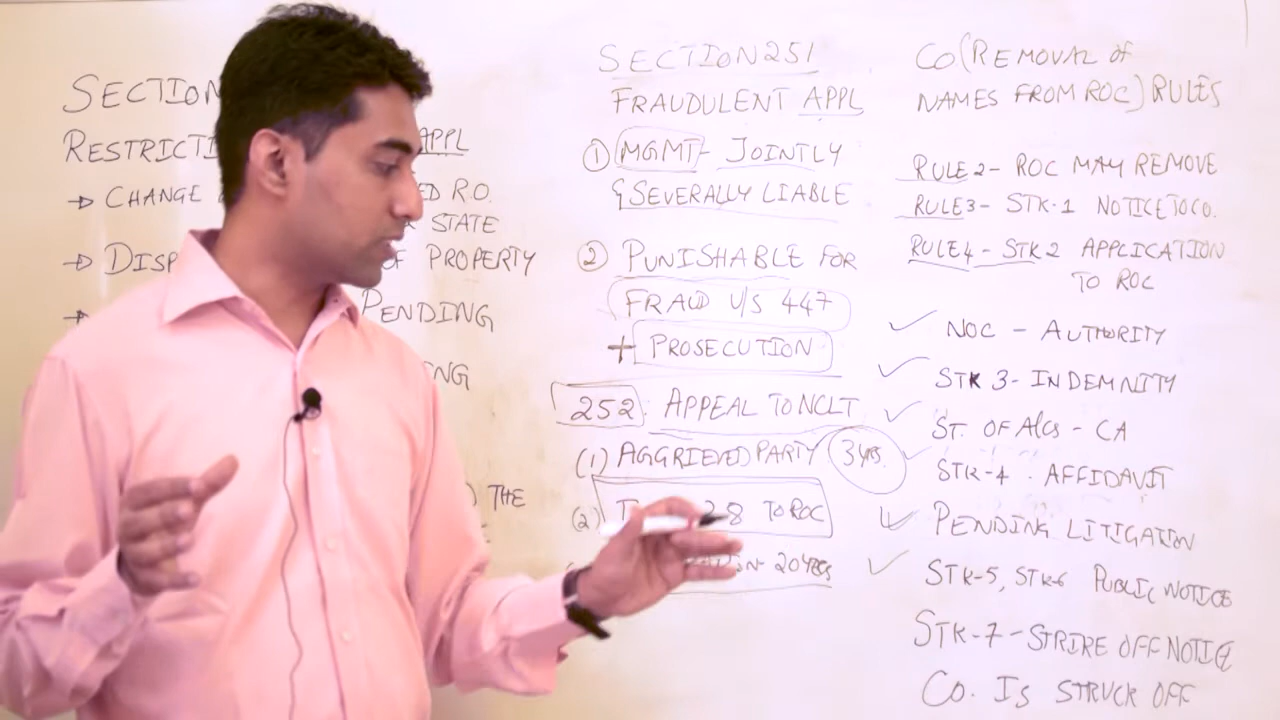 SECTION
RESTRICTI APPL
→ CHANGE ED R.O.
STATE
→ DISP OF PROPERTY
→ PENDING
ING
THE
SECTION 251
FRAUDULENT APPL
① MGMT - JOINTLY
& SEVERALLY LIABLE
② PUNISHABLE FOR
FRAUD U/S 447
+ PROSECUTION
252: APPEAL TO NCLT
(1) AGGRIEVED PARTY 3 yrs.
(2) 28 TO ROC
20 yrs
CO (REMOVAL OF
NAMES FROM ROC) RULES
RULE 2 - ROC MAY REMOVE
RULE 3 - STK-1 NOTICE TO CO.
RULE 4 - STK 2 APPLICATION
TO ROC
NOC - AUTHORITY
STK 3 - INDEMNITY
ST. OF A/cs - CA
STK-4 - AFFIDAVIT
PENDING LITIGATION
STK-5, STK-6 PUBLIC NOTICE
STK-7 - STRIKE OFF NOTICE
CO. IS STRUCK OFF